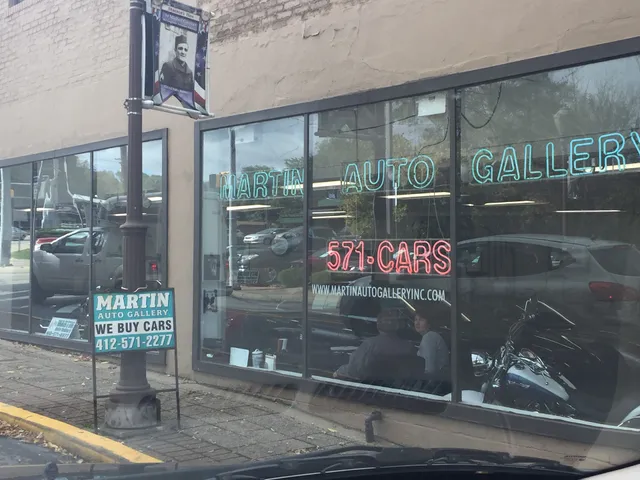 MARTIN AUTO GALLERY
571-CARS
WWW.MARTINAUTOGALLERYINC.COM
MARTIN
AUTO GALLERY
WE BUY CARS
412-571-2277